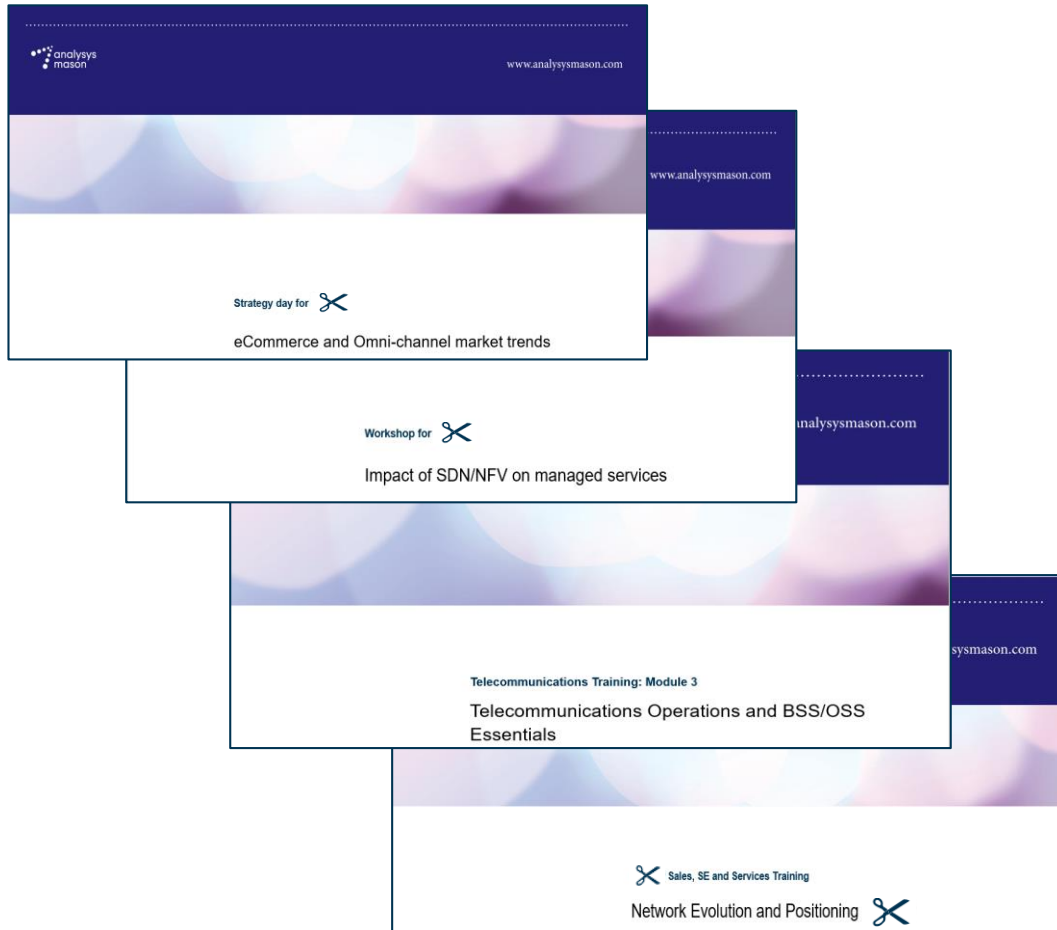 analysys
mason
www.analysysmason.com
Strategy day for
eCommerce and Omni-channel market trends
www.analysysmason.com
Workshop for
Impact of SDN/NFV on managed services
nalysysmason.com
Telecommunications Training: Module 3
Telecommunications Operations and BSS/OSS
Essentials
sysmason.com
Sales, SE and Services Training
Network Evolution and Positioning